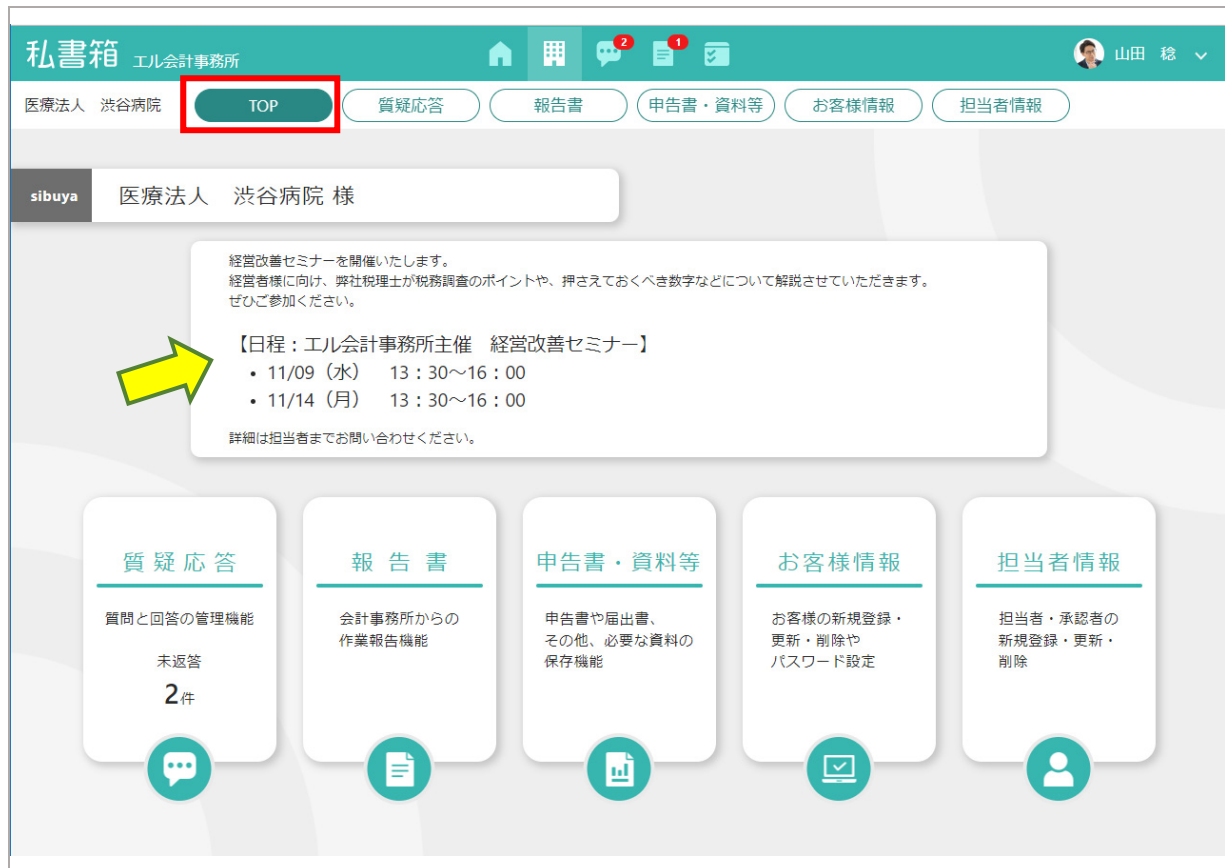 私書箱 エル会計事務所 2 1 山田 稔
医療法人 渋谷病院 TOP 質疑応答 報告書 申告書・資料等 お客様情報 担当者情報
sibuya 医療法人 渋谷病院 様
経営改善セミナーを開催いたします。
経営者様に向け、弊社税理士が税務調査のポイントや、押さえておくべき数字などについて解説させていただきます。
ぜひご参加ください。
【日程：エル会計事務所主催 経営改善セミナー】
• 11/09（水） 13：30～16：00
• 11/14（月） 13：30～16：00
詳細は担当者までお問い合わせください。
質疑応答
質問と回答の管理機能
未返答
2件
報告書
会計事務所からの
作業報告機能
申告書・資料等
申告書や届出書、
その他、必要な資料の
保存機能
お客様情報
お客様の新規登録・
更新・削除や
パスワード設定
担当者情報
担当者・承認者の
新規登録・更新・
削除